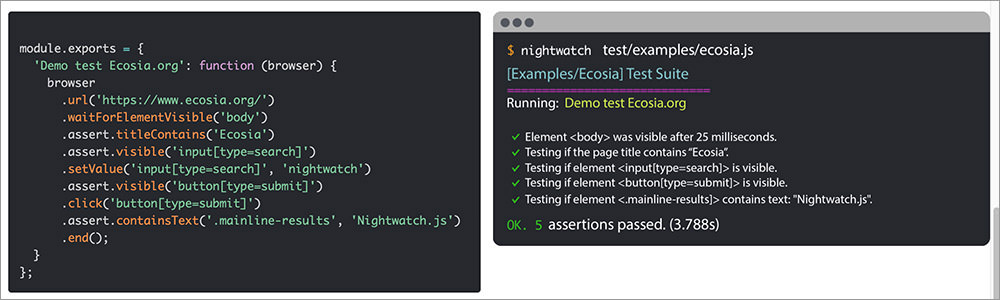 module.exports = {
'Demo test Ecosia.org': function (browser) {
browser
.url('https://www.ecosia.org/')
.waitForElementVisible('body')
.assert.titleContains('Ecosia')
.assert.visible('input[type=search]')
.setValue('input[type=search]', 'nightwatch')
.assert.visible('button[type=submit]')
.click('button[type=submit]')
.assert.containsText('.mainline-results', 'Nightwatch.js')
.end();
}
};
$ nightwatch test/examples/ecosia.js
[Examples/Ecosia] Test Suite
==============================
Running: Demo test Ecosia.org
✓ Element <body> was visible after 25 milliseconds.
✓ Testing if the page title contains “Ecosia”.
✓ Testing if element <input[type=search]> is visible.
✓ Testing if element <button[type=submit]> is visible.
✓ Testing if element <.mainline-results]> contains text: "Nightwatch.js".
OK. 5 assertions passed. (3.788s)